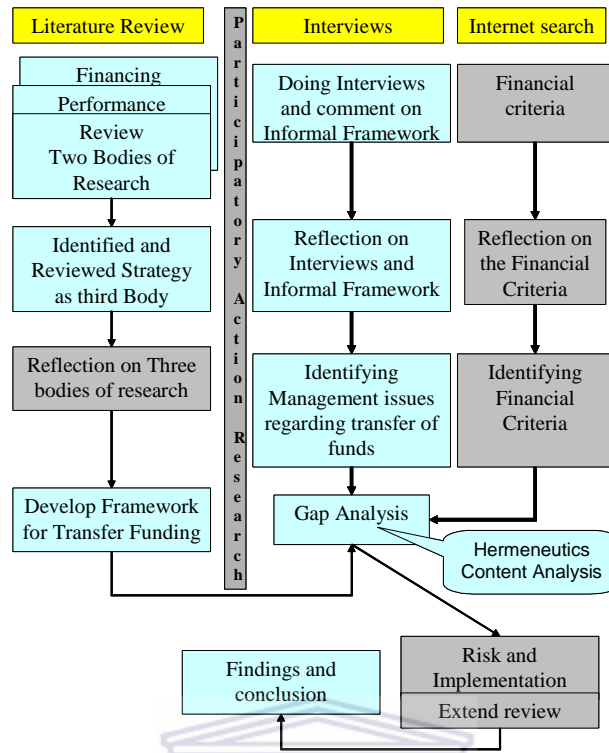 Literature Review
Financing
Performance
Review
Two Bodies of
Research
Identified and
Reviewed Strategy
as third Body
Reflection on Three
bodies of research
Develop Framework
for Transfer Funding
Participatory Action Research
Interviews
Doing Interviews
and comment on
Informal Framework
Reflection on
Interviews and
Informal Framework
Identifying
Management issues
regarding transfer of
funds
Internet search
Financial
criteria
Reflection on
the Financial
Criteria
Identifying
Financial
Criteria
Gap Analysis
Hermeneutics
Content Analysis
Risk and
Implementation
Extend review
Findings and
conclusion